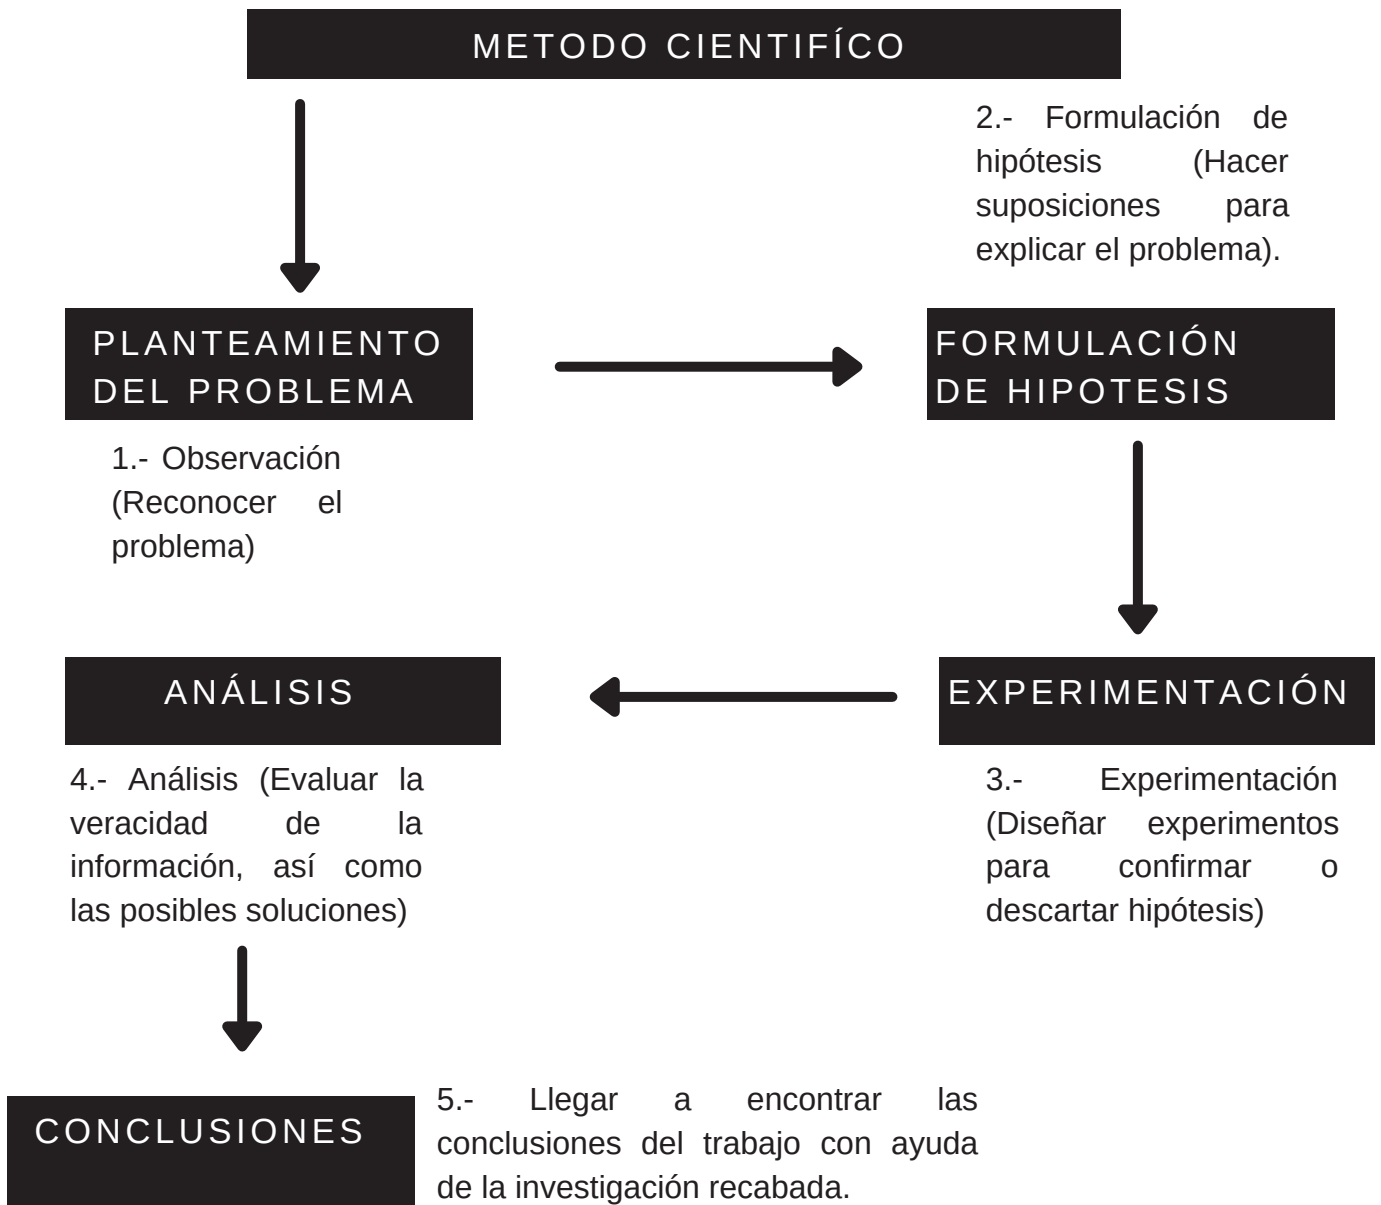 METODO CIENTIFÍCO
PLANTEAMIENTO
DEL PROBLEMA
1.- Observación
(Reconocer el
problema)
2.- Formulación de
hipótesis (Hacer
suposiciones para
explicar el problema).
FORMULACIÓN
DE HIPOTESIS
EXPERIMENTACIÓN
3.- Experimentación
(Diseñar experimentos
para confirmar o
descartar hipótesis)
ANÁLISIS
4.- Análisis (Evaluar la
veracidad de la
información, así como
las posibles soluciones)
CONCLUSIONES
5.- Llegar a encontrar las
conclusiones del trabajo con ayuda
de la investigación recabada.